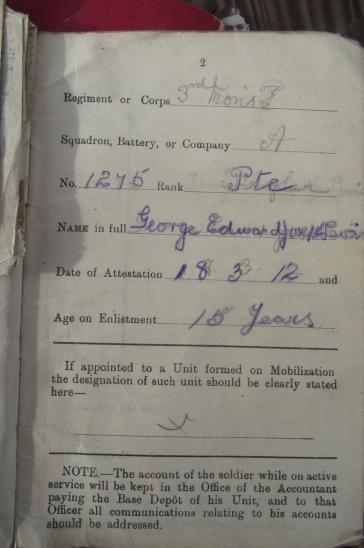 2
Regiment or Corps 3rd Mons
Squadron, Battery, or Company A
No. 1275 Rank Pte
NAME in full George Edward
Date of Attestation 18 3 12 and
Age on Enlistment 15 Years
If appointed to a Unit formed on Mobilization
the designation of such unit should be clearly stated
here—
x
NOTE.—The account of the soldier while on active
service will be kept in the Office of the Accountant
paying the Base Depôt of his Unit, and to that
Officer all communications relating to his accounts
should be addressed.